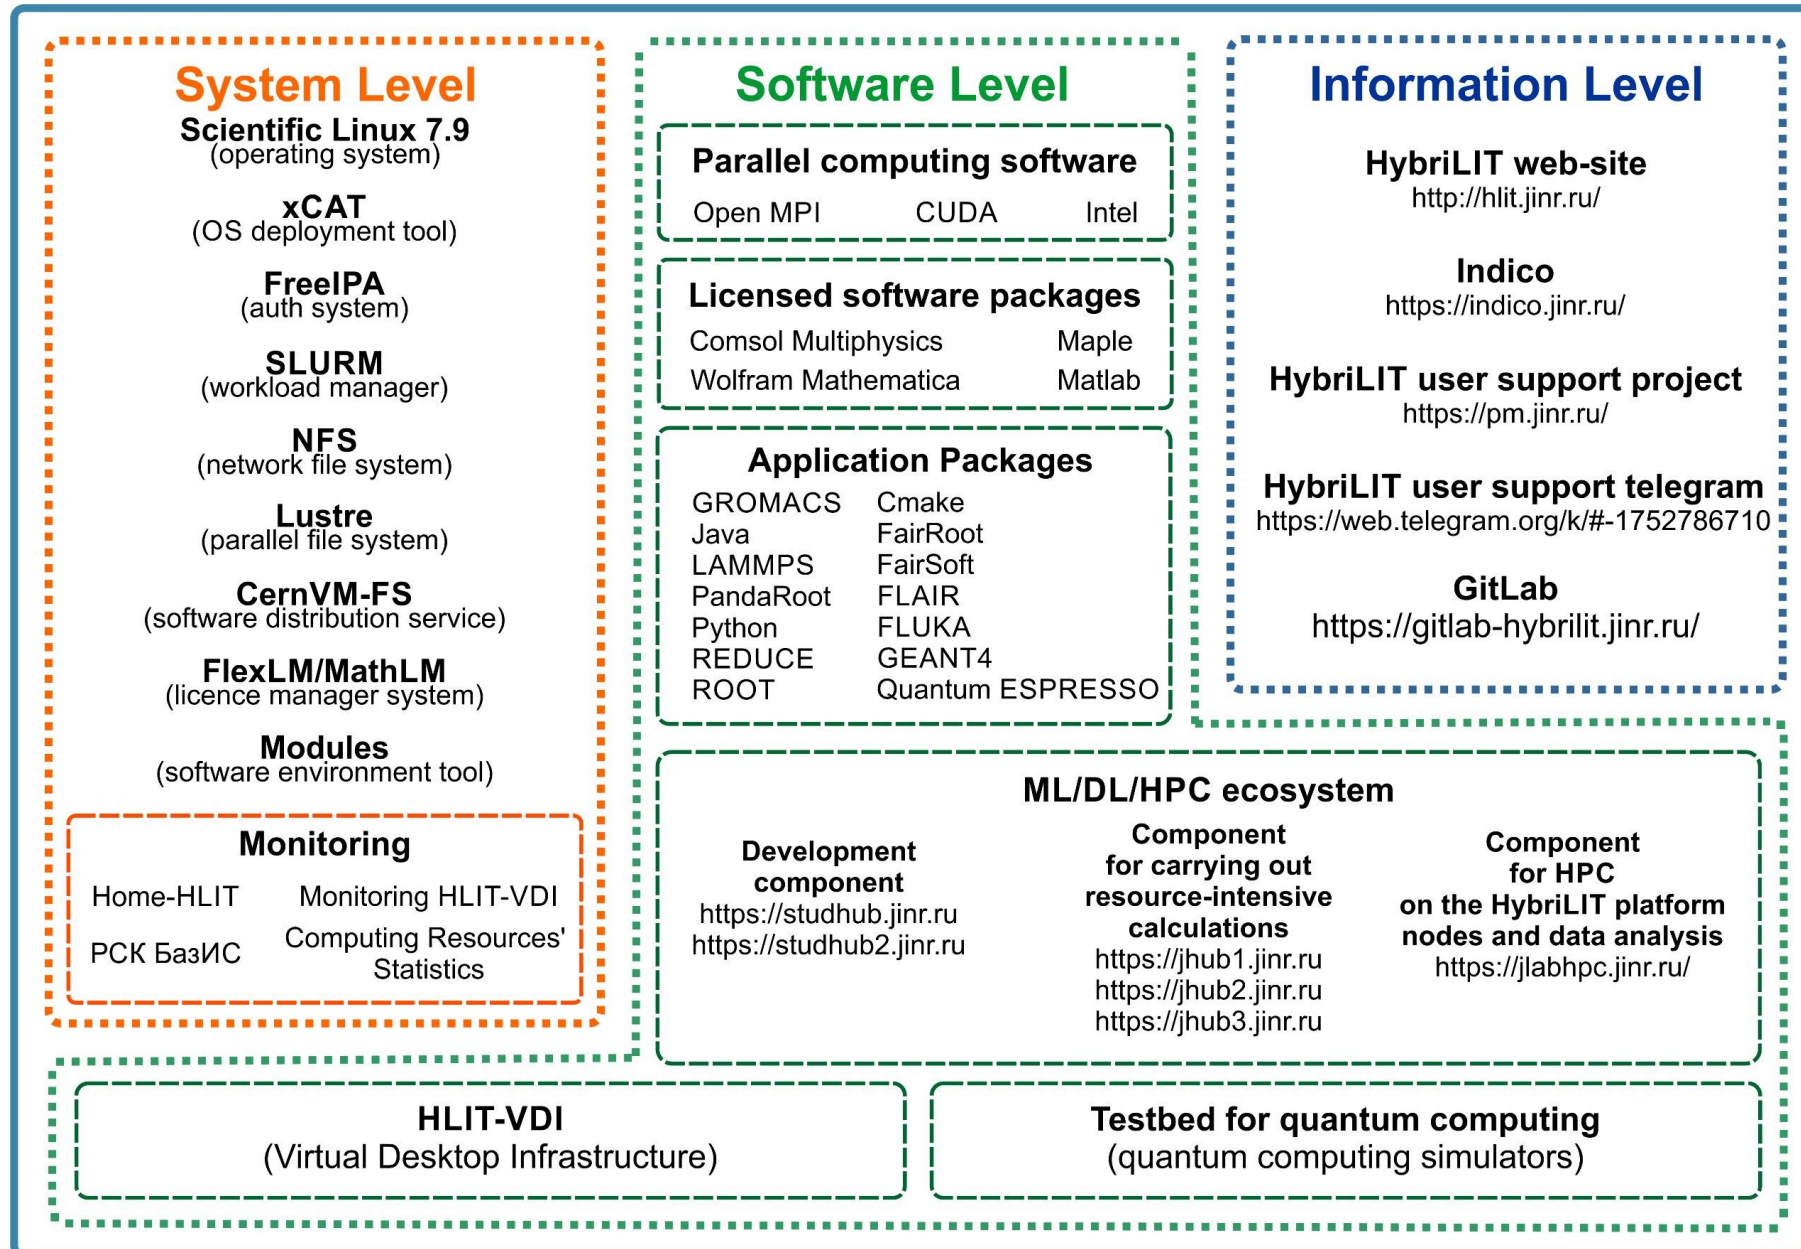 System Level
Scientific Linux 7.9
(operating system)
xCAT
(OS deployment tool)
FreeIPA
(auth system)
SLURM
(workload manager)
NFS
(network file system)
Lustre
(parallel file system)
CernVM-FS
(software distribution service)
FlexLM/MathLM
(licence manager system)
Modules
(software environment tool)
Monitoring
Home-HLIT Monitoring HLIT-VDI
РСК БазИС Computing Resources'
Statistics
Software Level
Parallel computing software
Open MPI CUDA Intel
Licensed software packages
Comsol Multiphysics Maple
Wolfram Mathematica Matlab
Application Packages
GROMACS Cmake
Java FairRoot
LAMMPS FairSoft
PandaRoot FLAIR
Python FLUKA
REDUCE GEANT4
ROOT Quantum ESPRESSO
Information Level
HybriLIT web-site
http://hlit.jinr.ru/
Indico
https://indico.jinr.ru/
HybriLIT user support project
https://pm.jinr.ru/
HybriLIT user support telegram
https://web.telegram.org/k/#-1752786710
GitLab
https://gitlab-hybrilit.jinr.ru/
ML/DL/HPC ecosystem
Development
component
https://studhub.jinr.ru
https://studhub2.jinr.ru
Component
for carrying out
resource-intensive
calculations
https://jhub1.jinr.ru
https://jhub2.jinr.ru
https://jhub3.jinr.ru
Component
for HPC
on the HybriLIT platform
nodes and data analysis
https://jlabhpc.jinr.ru/
HLIT-VDI
(Virtual Desktop Infrastructure)
Testbed for quantum computing
(quantum computing simulators)